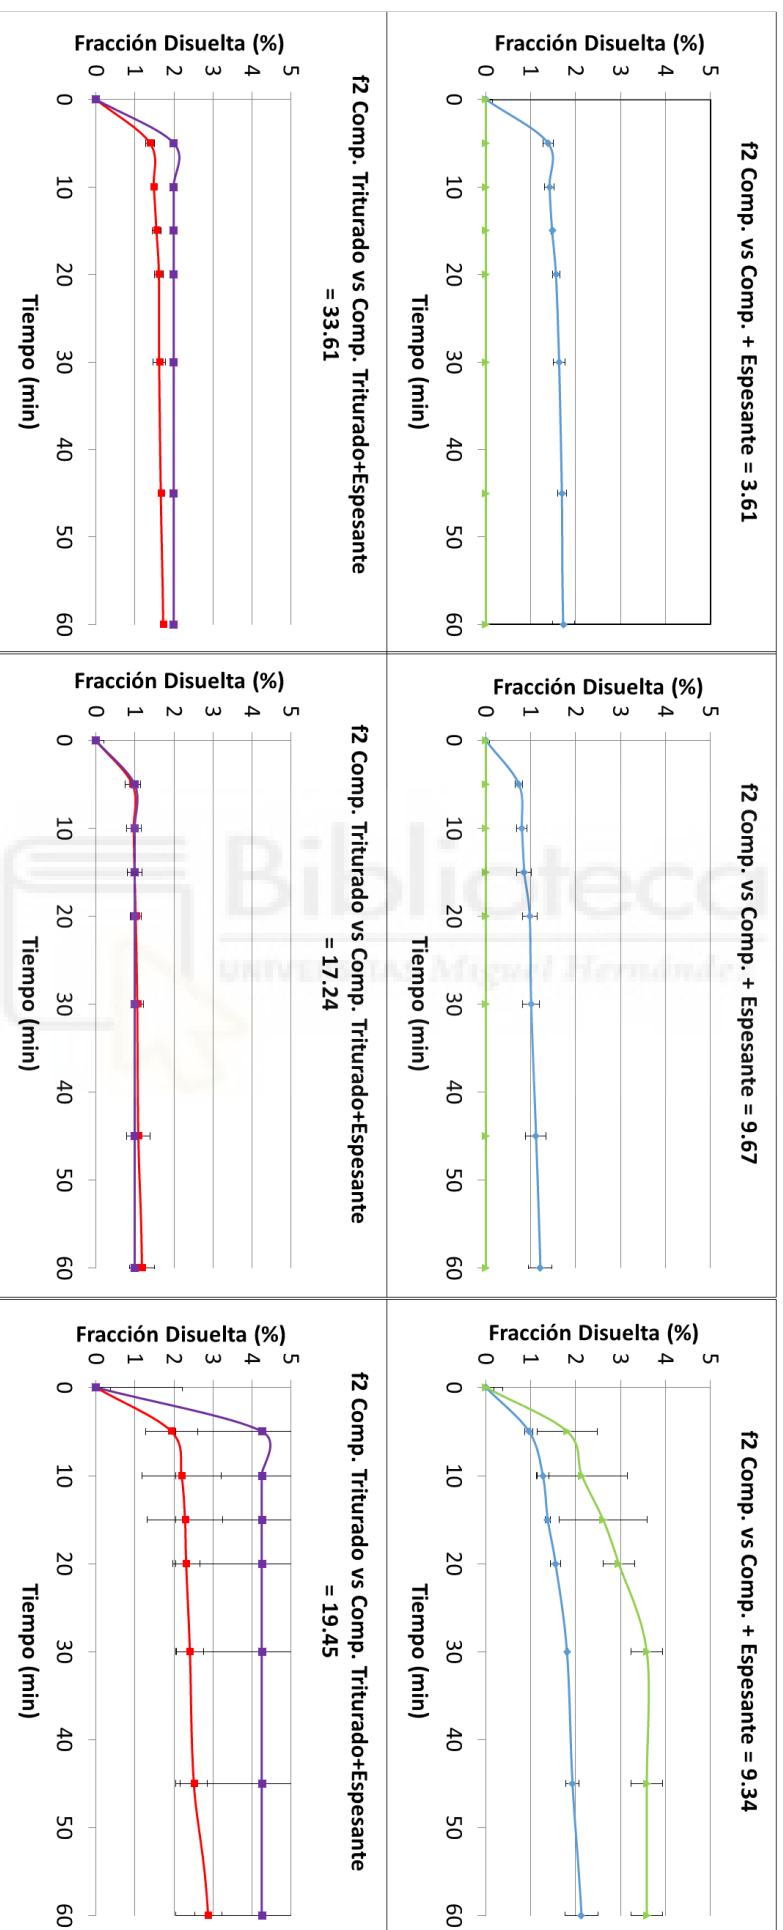 f2 Comp. vs Comp. + Espesante = 3.61
Fracción Disuelta (%)
5
4
3
2
1
0
0 10 20 30 40 50 60
Tiempo (min)
f2 Comp. vs Comp. + Espesante = 9.67
Fracción Disuelta (%)
5
4
3
2
1
0
0 10 20 30 40 50 60
Tiempo (min)
f2 Comp. vs Comp. + Espesante = 9.34
Fracción Disuelta (%)
5
4
3
2
1
0
0 10 20 30 40 50 60
Tiempo (min)
f2 Comp. Triturado vs Comp. Triturado+Espesante
= 33.61
Fracción Disuelta (%)
5
4
3
2
1
0
0 10 20 30 40 50 60
Tiempo (min)
f2 Comp. Triturado vs Comp. Triturado+Espesante
= 17.24
Fracción Disuelta (%)
5
4
3
2
1
0
0 10 20 30 40 50 60
Tiempo (min)
f2 Comp. Triturado vs Comp. Triturado+Espesante
= 19.45
Fracción Disuelta (%)
5
4
3
2
1
0
0 10 20 30 40 50 60
Tiempo (min)
Biblioteca
UNIVERSITAS Miguel Hernández